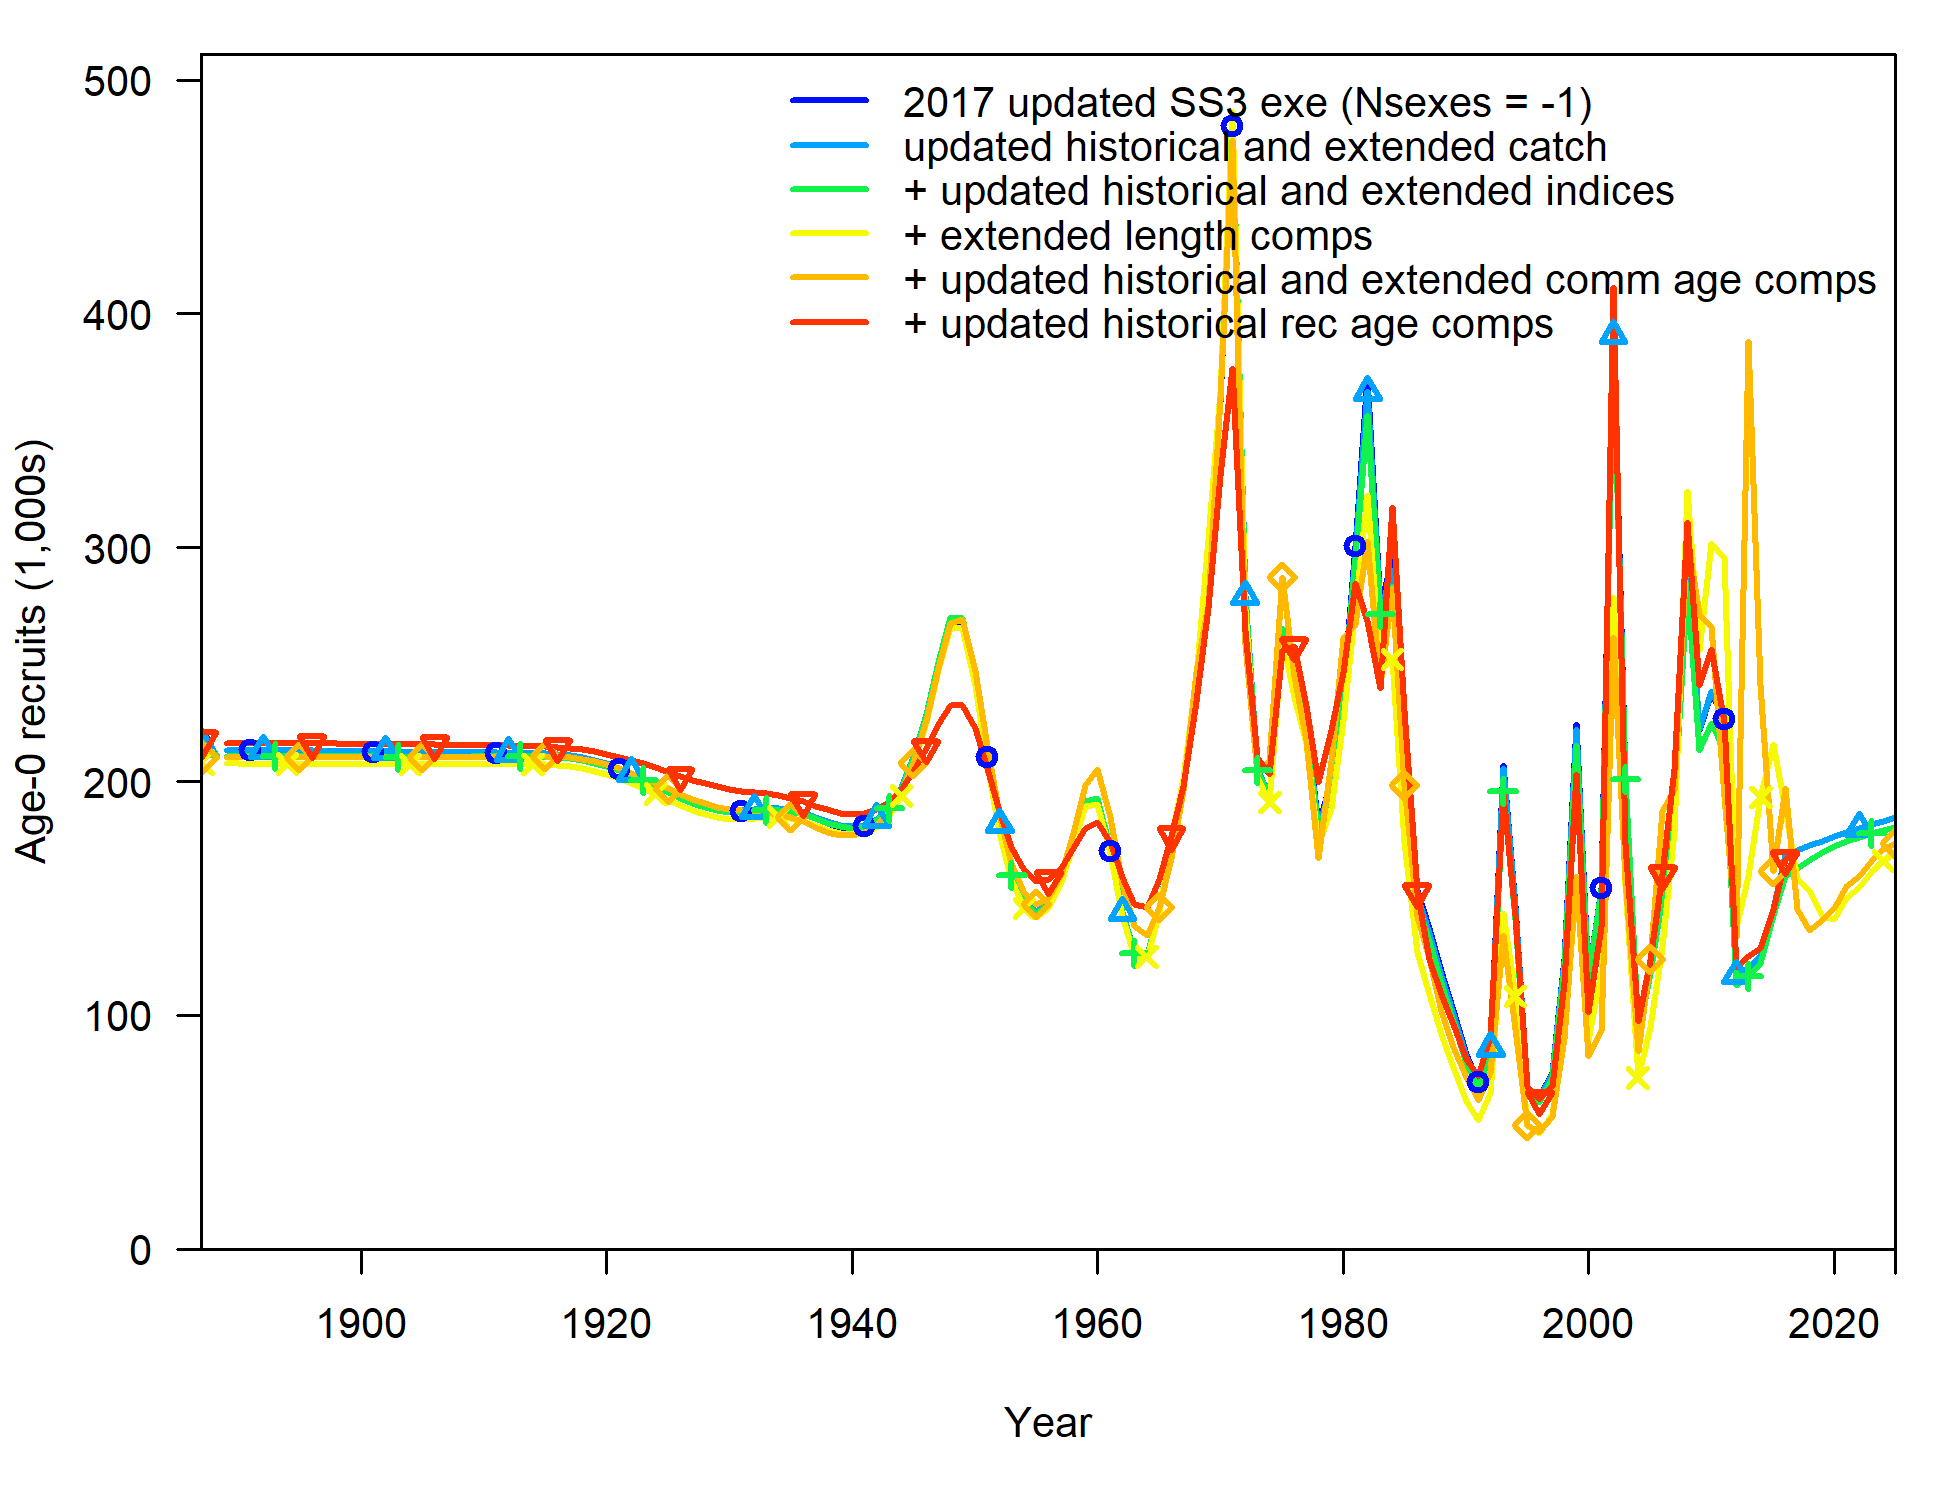 500
400
300
200
100
0
Age-0 recruits (1,000s)
2017 updated SS3 exe (Nsexes = -1)
updated historical and extended catch
+ updated historical and extended indices
+ extended length comps
+ updated historical and extended comm age comps
+ updated historical rec age comps
1900 1920 1940 1960 1980 2000 2020
Year